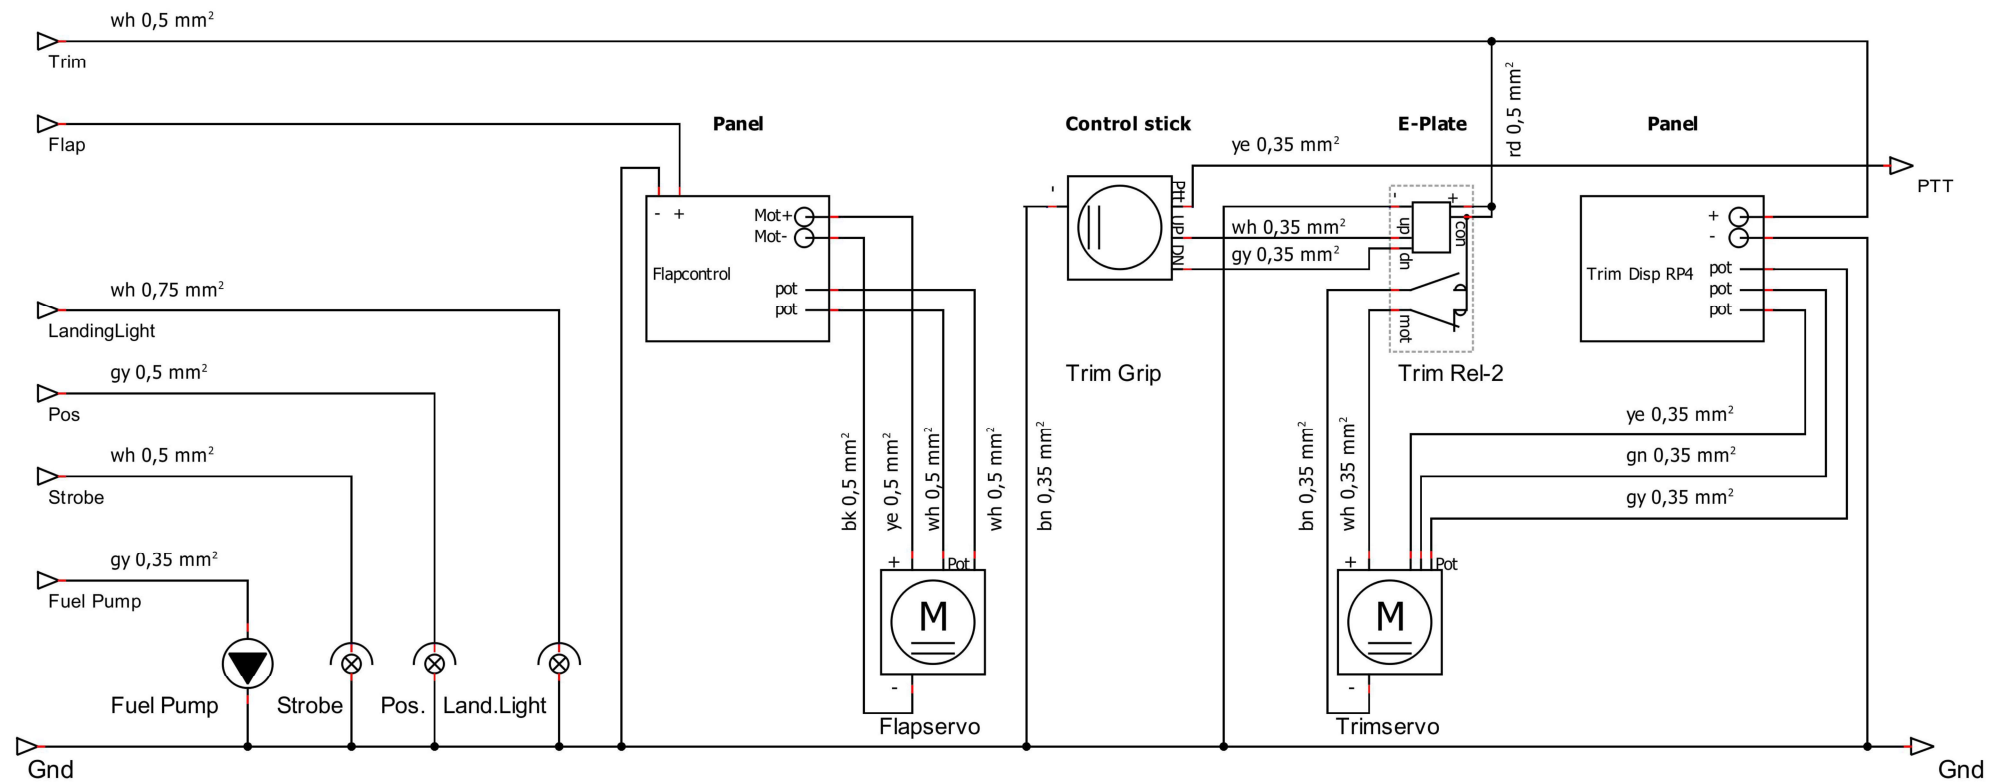 wh 0,5 mm²
Trim
Flap
Panel
Control stick
E-Plate
Panel
rd 0,5 mm²
ye 0,35 mm²
PTT
- +
Mot+
Mot-
Flapcontrol
pot
pot
-
Ptt
UP
DN
wh 0,35 mm²
gy 0,35 mm²
- +
up
dn
con
mot
+
-
Trim Disp RP4
pot
pot
pot
Trim Grip
Trim Rel-2
wh 0,75 mm²
LandingLight
gy 0,5 mm²
Pos
wh 0,5 mm²
Strobe
gy 0,35 mm²
Fuel Pump
bk 0,5 mm²
ye 0,5 mm²
wh 0,5 mm²
wh 0,5 mm²
bn 0,35 mm²
bn 0,35 mm²
wh 0,35 mm²
ye 0,35 mm²
gn 0,35 mm²
gy 0,35 mm²
+ Pot
M
-
Flapservo
+ Pot
M
-
Trimservo
Fuel Pump
Strobe
Pos.
Land.Light
Gnd
Gnd